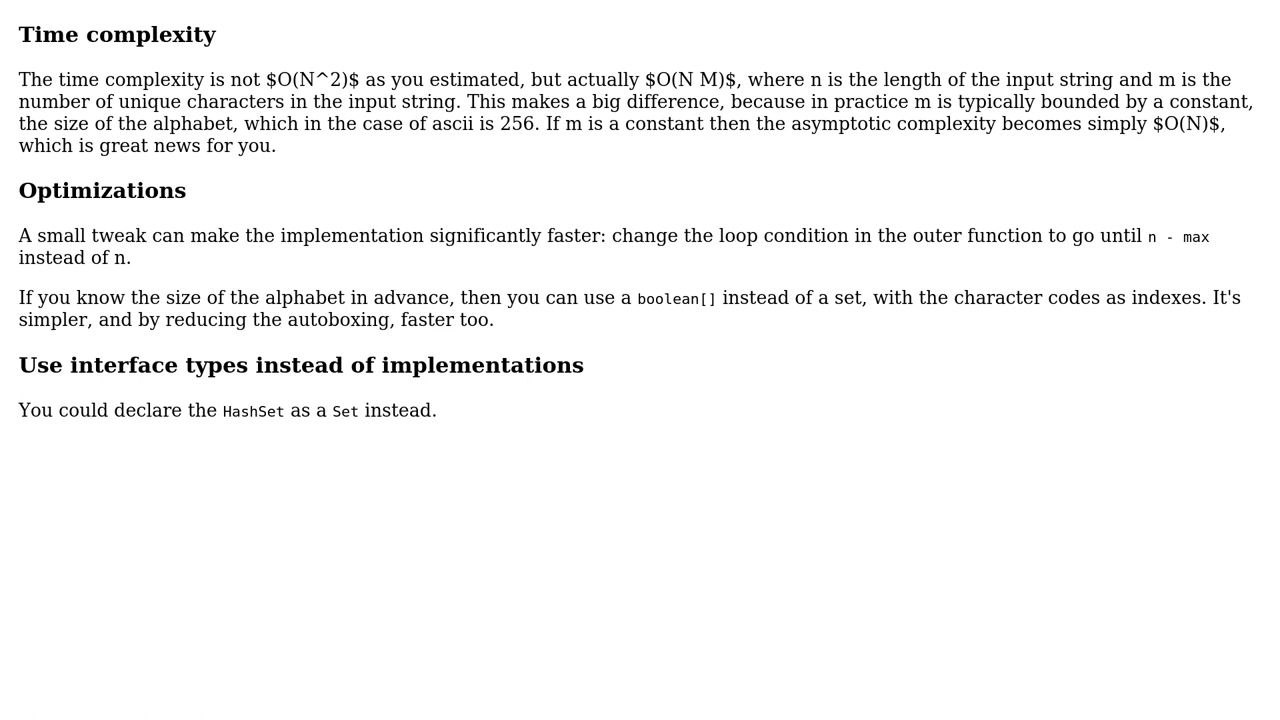 Time complexity
The time complexity is not $O(N^2)$ as you estimated, but actually $O(N M)$, where n is the length of the input string and m is the
number of unique characters in the input string. This makes a big difference, because in practice m is typically bounded by a constant,
the size of the alphabet, which in the case of ascii is 256. If m is a constant then the asymptotic complexity becomes simply $O(N)$,
which is great news for you.
Optimizations
A small tweak can make the implementation significantly faster: change the loop condition in the outer function to go until n - max
instead of n.
If you know the size of the alphabet in advance, then you can use a boolean[] instead of a set, with the character codes as indexes. It's
simpler, and by reducing the autoboxing, faster too.
Use interface types instead of implementations
You could declare the HashSet as a Set instead.